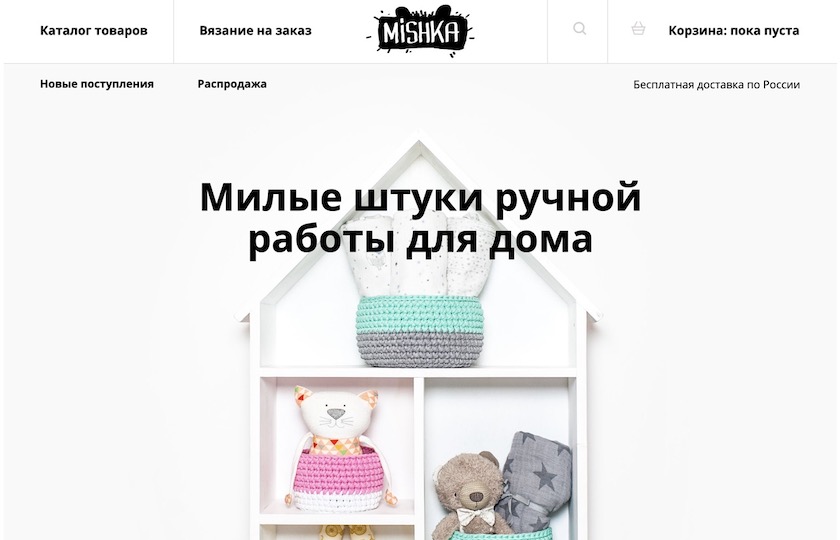 Каталог товаров
Вязание на заказ
MiSHKA
Корзина: пока пуста
Новые поступления
Распродажа
Бесплатная доставка по России
Милые штуки ручной
работы для дома